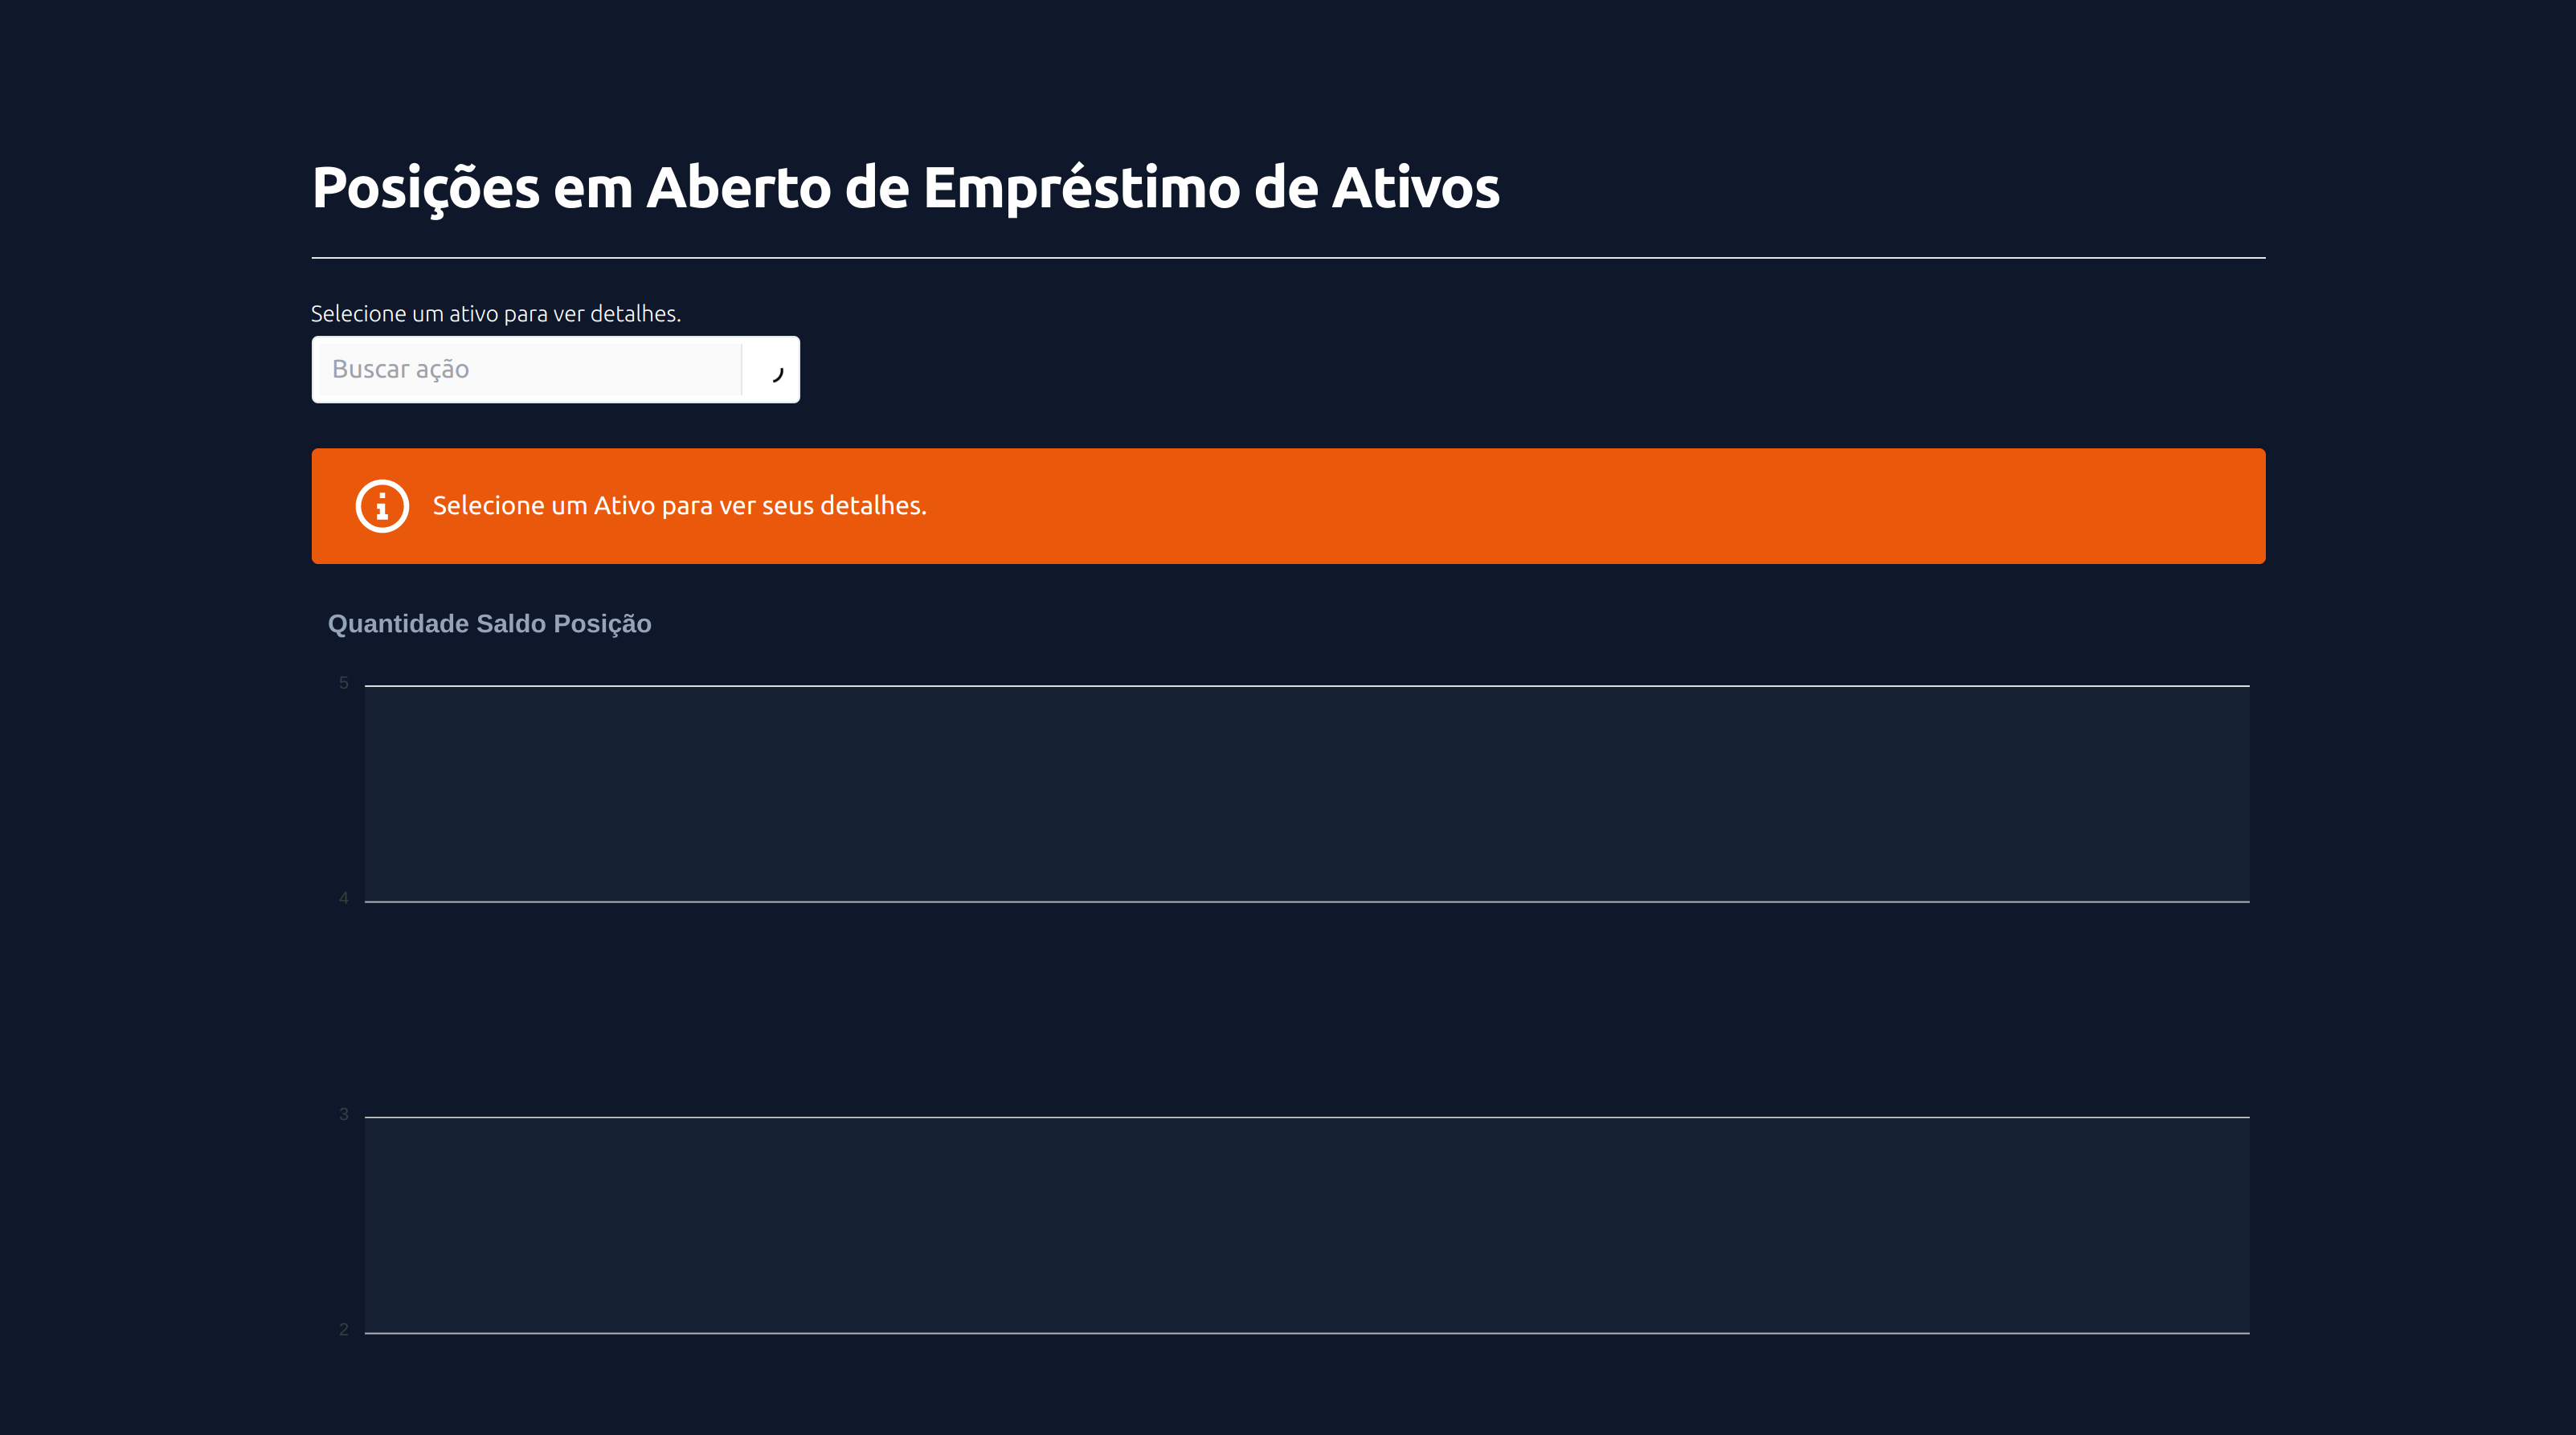 Posições em Aberto de Empréstimo de Ativos
Selecione um ativo para ver detalhes.
Buscar ação
Selecione um Ativo para ver seus detalhes.
Quantidade Saldo Posição
5
4
3
2